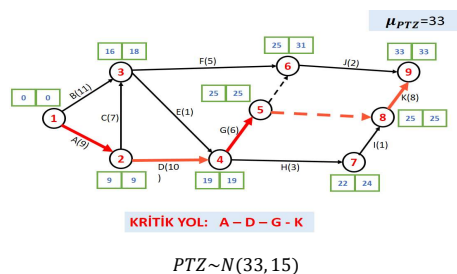 μPTZ=33
16 18
F(5)
25 31
J(2)
33 33
3
6
9
B(11)
25 25
K(8)
0 0
E(1)
5
1
C(7)
G(6)
8
25 25
A(9)
2
D(10
)
4
H(3)
I(1)
7
9 9
19 19
22 24
KRİTİK YOL: A – D – G - K
PTZ~N(33,15)